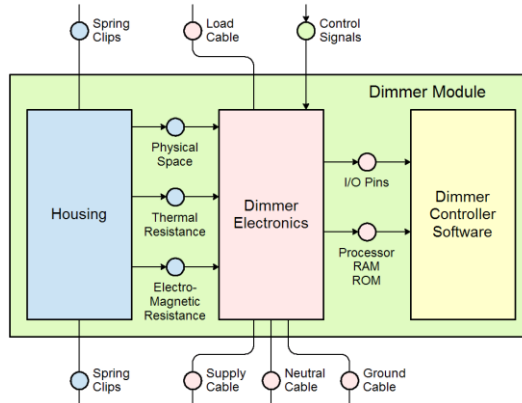 Spring
Clips
Load
Cable
Control
Signals
Dimmer Module
Housing
Physical
Space
Thermal
Resistance
Electro-
Magnetic
Resistance
Dimmer
Electronics
I/O Pins
Processor
RAM
ROM
Dimmer
Controller
Software
Spring
Clips
Supply
Cable
Neutral
Cable
Ground
Cable